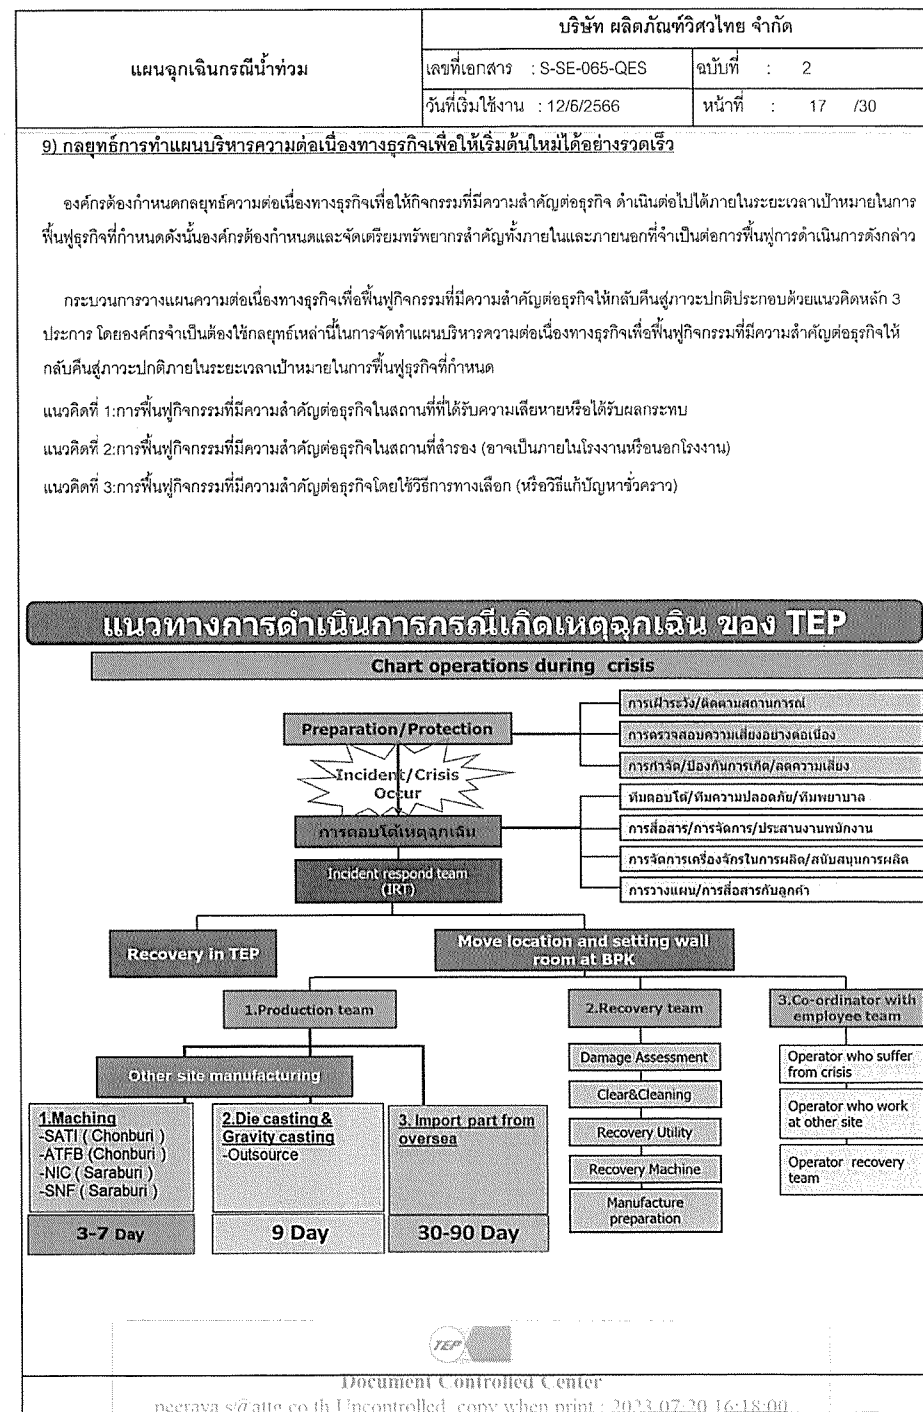 บริษัท ผลิตภัณฑ์วิศวไทย จำกัด
แผนฉุกเฉินกรณีน้ำท่วม
เลขที่เอกสาร : S-SE-065-QES
ฉบับที่ : 2
วันที่เริ่มใช้งาน : 12/6/2566
หน้าที่ : 17 /30
9) กลยุทธ์การทำแผนบริหารความต่อเนื่องทางธุรกิจเพื่อให้เริ่มต้นใหม่ได้อย่างรวดเร็ว
องค์กรต้องกำหนดกลยุทธ์ความต่อเนื่องทางธุรกิจเพื่อให้กิจกรรมที่มีความสำคัญต่อธุรกิจ ดำเนินต่อไปได้ภายในระยะเวลาเป้าหมายในการ
ฟื้นฟูธุรกิจที่กำหนดดังนั้นองค์กรต้องกำหนดและจัดเตรียมทรัพยากรสำคัญทั้งภายในและภายนอกที่จำเป็นต่อการฟื้นฟูการดำเนินการดังกล่าว
กระบวนการวางแผนความต่อเนื่องทางธุรกิจเพื่อฟื้นฟูกิจกรรมที่มีความสำคัญต่อธุรกิจให้กลับคืนสู่ภาวะปกติประกอบด้วยแนวคิดหลัก 3
ประการ โดยองค์กรจำเป็นต้องใช้กลยุทธ์เหล่านี้ในการจัดทำแผนบริหารความต่อเนื่องทางธุรกิจเพื่อฟื้นฟูกิจกรรมที่มีความสำคัญต่อธุรกิจให้
กลับคืนสู่ภาวะปกติภายในระยะเวลาเป้าหมายในการฟื้นฟูธุรกิจที่กำหนด
แนวคิดที่ 1:การฟื้นฟูกิจกรรมที่มีความสำคัญต่อธุรกิจในสถานที่ที่ได้รับความเสียหายหรือได้รับผลกระทบ
แนวคิดที่ 2:การฟื้นฟูกิจกรรมที่มีความสำคัญต่อธุรกิจในสถานที่สำรอง (อาจเป็นภายในโรงงานหรือนอกโรงงาน)
แนวคิดที่ 3:การฟื้นฟูกิจกรรมที่มีความสำคัญต่อธุรกิจโดยใช้วิธีการทางเลือก (หรือวิธีแก้ปัญหาชั่วคราว)
แนวทางการดำเนินการกรณีเกิดเหตุฉุกเฉิน ของ TEP
Chart operations during crisis
Preparation/Protection
การเฝ้าระวัง/ติดตามสถานการณ์
การตรวจสอบความเสี่ยงอย่างต่อเนื่อง
การกำจัด/ป้องกันการเกิด/ลดความเสี่ยง
Incident/Crisis
Occur
การตอบโต้เหตุฉุกเฉิน
ทีมตอบโต้/ทีมความปลอดภัย/ทีมพยาบาล
การสื่อสาร/การจัดการ/ประสานงานพนักงาน
การจัดการเครื่องจักรในการผลิต/สนับสนุนการผลิต
การวางแผน/การสื่อสารกับลูกค้า
Incident respond team
(IRT)
Recovery in TEP
Move location and setting wall
room at BPK
1.Production team
2.Recovery team
3.Co-ordinator with
employee team
Other site manufacturing
1.Maching
-SATI ( Chonburi )
-ATFB (Chonburi )
-NIC ( Saraburi )
-SNF ( Saraburi )
3-7 Day
2.Die casting &
Gravity casting
-Outsource
9 Day
3. Import part from
oversea
30-90 Day
Damage Assessment
Clear&Cleaning
Recovery Utility
Recovery Machine
Manufacture
preparation
Operator who suffer
from crisis
Operator who work
at other site
Operator recovery
team
TEP
Document Controlled Center
peeraya.s@attg.co.th Uncontrolled copy when print : 2023-07-20 16:18:00